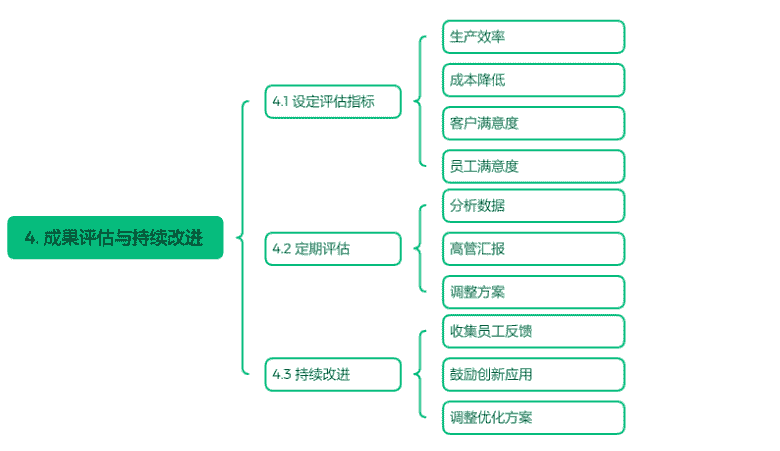 4. 成果评估与持续改进
4.1 设定评估指标
生产效率
成本降低
客户满意度
员工满意度
4.2 定期评估
分析数据
高管汇报
调整方案
4.3 持续改进
收集员工反馈
鼓励创新应用
调整优化方案